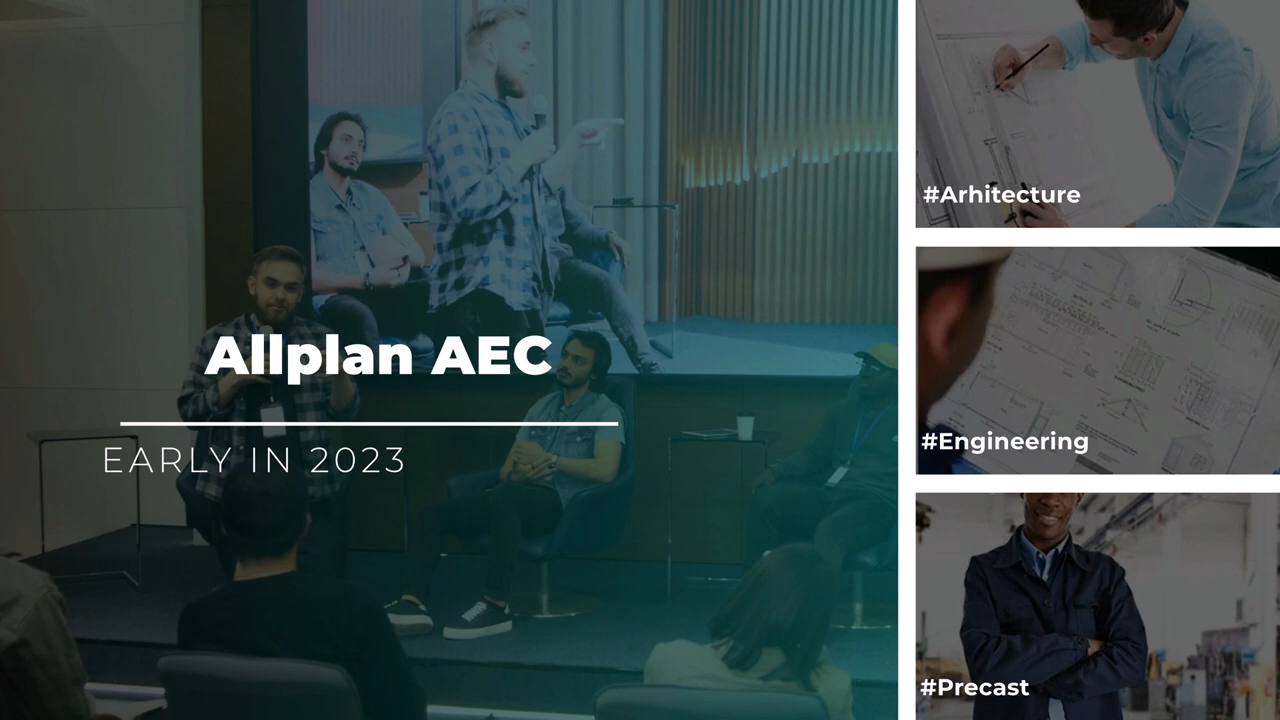 Allplan AEC
EARLY IN 2023
#Arhitecture
#Engineering
#Precast